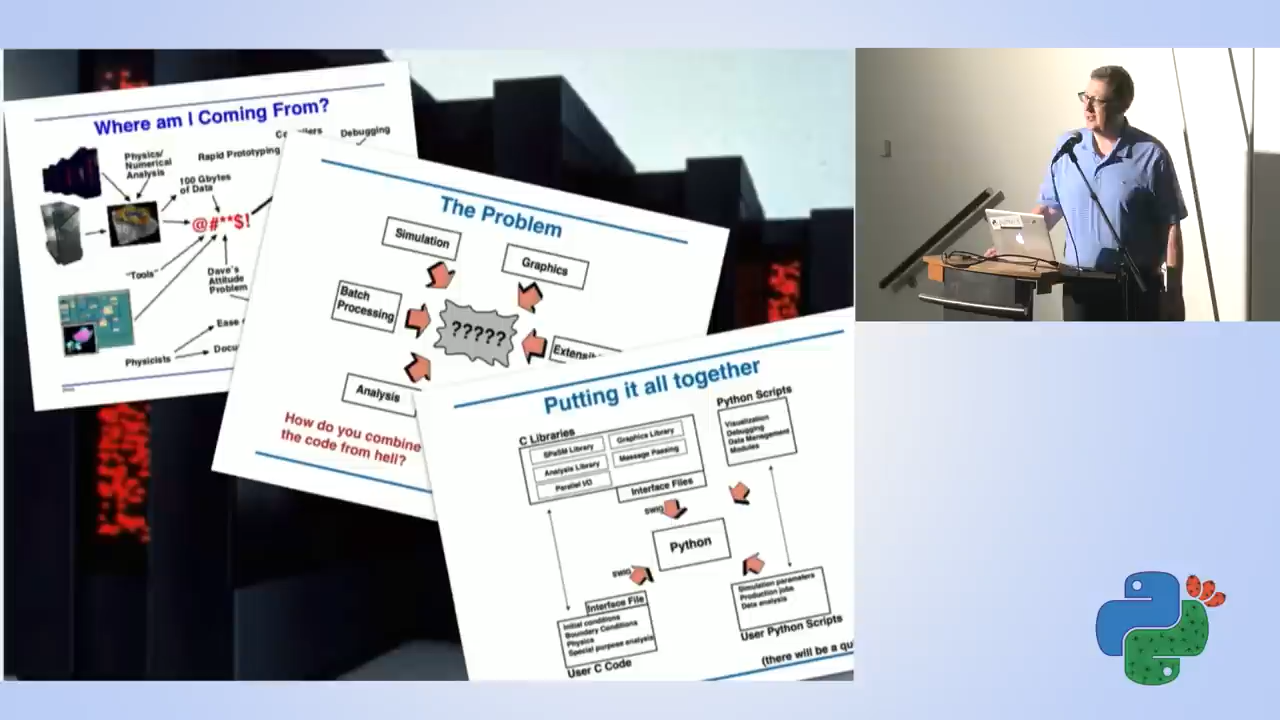 Where am I Coming From?
Physics/
Numerical
Analysis
Rapid Prototyping
Debugging
100 Gbytes
of Data
@#**$!
"Tools"
Dave's
Attitude
Problem
Ease
Physicists
The Problem
Simulation
Graphics
Batch
Processing
?????
Analysis
How do you combine
the code from hell?
Putting it all together
C Libraries
SPaSM Library
Graphics Library
Analysis Library
Message Passing
Parallel I/O
Interface Files
Python Scripts
Visualization
Debugging
Data Management
Modules
SWIG
Python
SWIG
Interface File
Initial conditions
Boundary Conditions
Physics
Special purpose analysis
User C Code
Simulation parameters
Production jobs
Data analysis
User Python Scripts
(there will be a qu